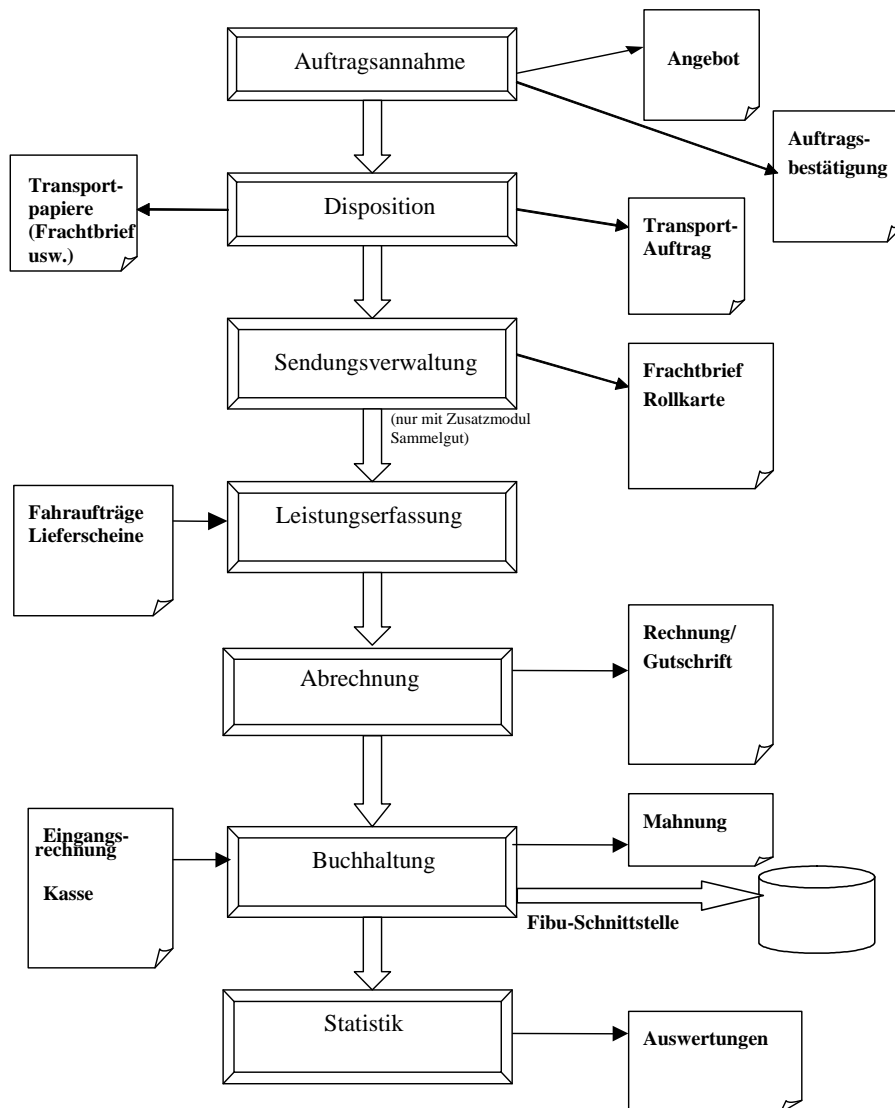 Auftragsannahme
Angebot
Auftrags-
bestätigung
Transport-
papiere
(Frachtbrief
usw.)
Disposition
Transport-
Auftrag
Sendungsverwaltung
Frachtbrief
Rollkarte
(nur mit Zusatzmodul
Sammelgut)
Fahraufträge
Lieferscheine
Leistungserfassung
Abrechnung
Rechnung/
Gutschrift
Eingangs-
rechnung
Kasse
Buchhaltung
Mahnung
Fibu-Schnittstelle
Statistik
Auswertungen